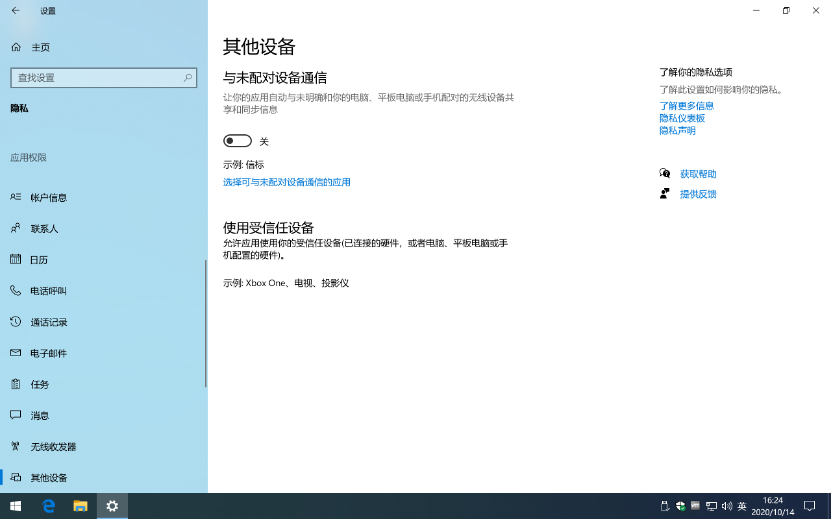 设置
主页
查找设置
隐私
应用权限
帐户信息
联系人
日历
电话呼叫
通话记录
电子邮件
任务
消息
无线收发器
其他设备
其他设备
与未配对设备通信
让你的应用自动与未明确和你的电脑、平板电脑或手机配对的无线设备共
享和同步信息
关
示例: 信标
选择可与未配对设备通信的应用
使用受信任设备
允许应用使用你的受信任设备(已连接的硬件，或者电脑、平板电脑或手
机配置的硬件)。
示例: Xbox One、电视、投影仪
了解你的隐私选项
了解此设置如何影响你的隐私。
了解更多信息
隐私仪表板
隐私声明
获取帮助
提供反馈
英
16:24
2020/10/14